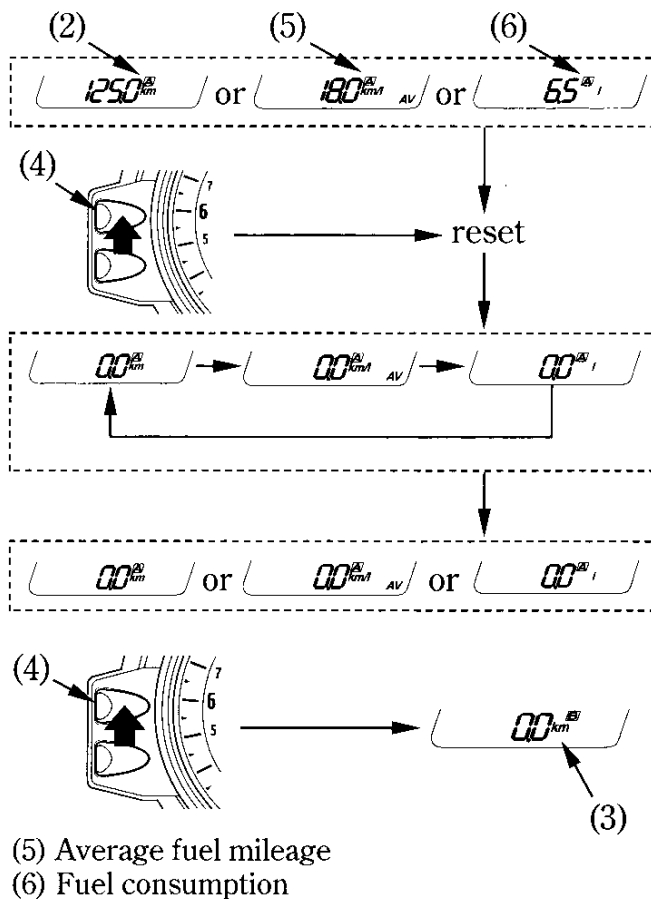 (2) (5) (6)
125.0 km A or 18.0 km/l A AV or 6.5 A l
(4)
7
6
5
reset
0.0 km A 0.0 km/l A AV 0.0 A l
0.0 km A or 0.0 km/l A AV or 0.0 A l
(4)
7
6
5
0.0 km B
(3)
(5) Average fuel mileage
(6) Fuel consumption